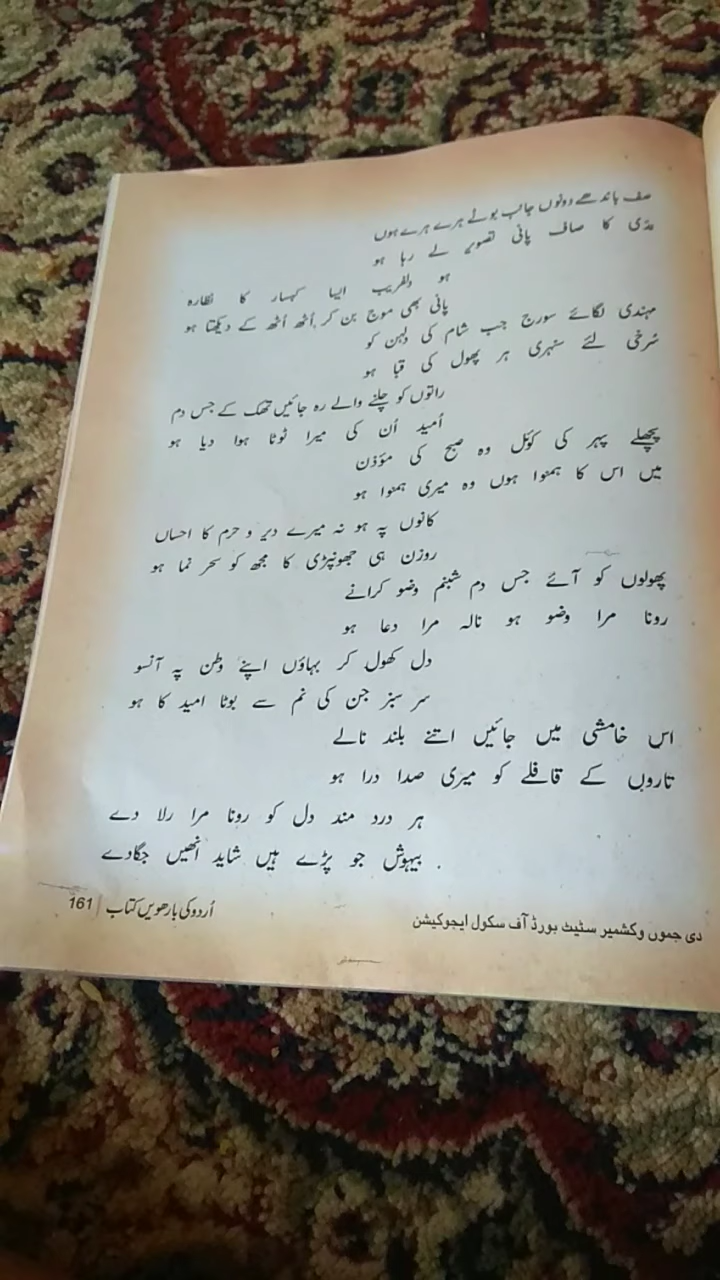 صف باندھے دونوں جانب بوٹے ہرے ہرے ہوں
ندّی کا صاف پانی تصویر لے رہا ہو
ہو دلفریب ایسا کہسار کا نظارہ
پانی بھی موج بن کر اُٹھ اُٹھ کے دیکھتا ہو
مہندی لگائے سورج جب شام کی دلہن کو
سُرخی لئے سنہری ہر پھول کی قبا ہو
راتوں کو چلنے والے رہ جائیں تھک کے جس دم
اُمید اُن کی میرا ٹوٹا ہوا دیا ہو
پچھلے پہر کی کوئل وہ صبح کی مؤذن
میں اس کا ہمنوا ہوں وہ میری ہمنوا ہو
کانوں پہ ہو نہ میرے دیر و حرم کا احساں
روزن ہی جھونپڑی کا مجھ کو سحر نما ہو
پھولوں کو آئے جس دم شبنم وضو کرانے
رونا مرا وضو ہو نالہ مرا دعا ہو
دل کھول کر بہاؤں اپنے وطن پہ آنسو
سر سبز جن کی نم سے بوٹا امید کا ہو
اس خامشی میں جائیں اتنے بلند نالے
تاروں کے قافلے کو میری صدا درا ہو
ہر درد مند دل کو رونا مرا رلا دے
بیہوش جو پڑے ہیں شاید انھیں جگادے
دی جموں وکشمیر سٹیٹ بورڈ آف سکول ایجوکیشن
اُردو کی بارھویں کتاب | 161